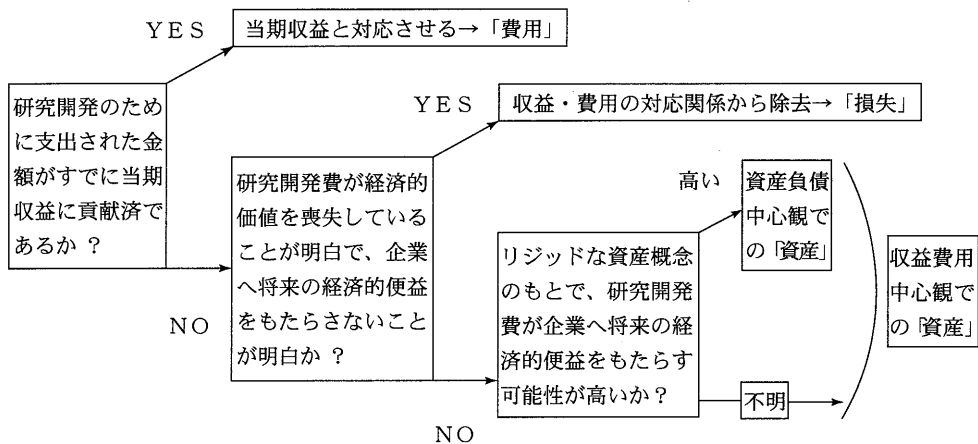 YES
当期収益と対応させる→「費用」
研究開発のため
に支出された金
額がすでに当期
収益に貢献済で
あるか ?
NO
YES
収益・費用の対応関係から除去→「損失」
研究開発費が経済的
価値を喪失している
ことが明白で、企業
へ将来の経済的便益
をもたらさないこと
が明白か ?
NO
リジッドな資産概念
のもとで、研究開発
費が企業へ将来の経
済的便益をもたらす
可能性が高いか?
高い
資産負債
中心観で
の「資産」
不明
収益費用
中心観で
の「資産」